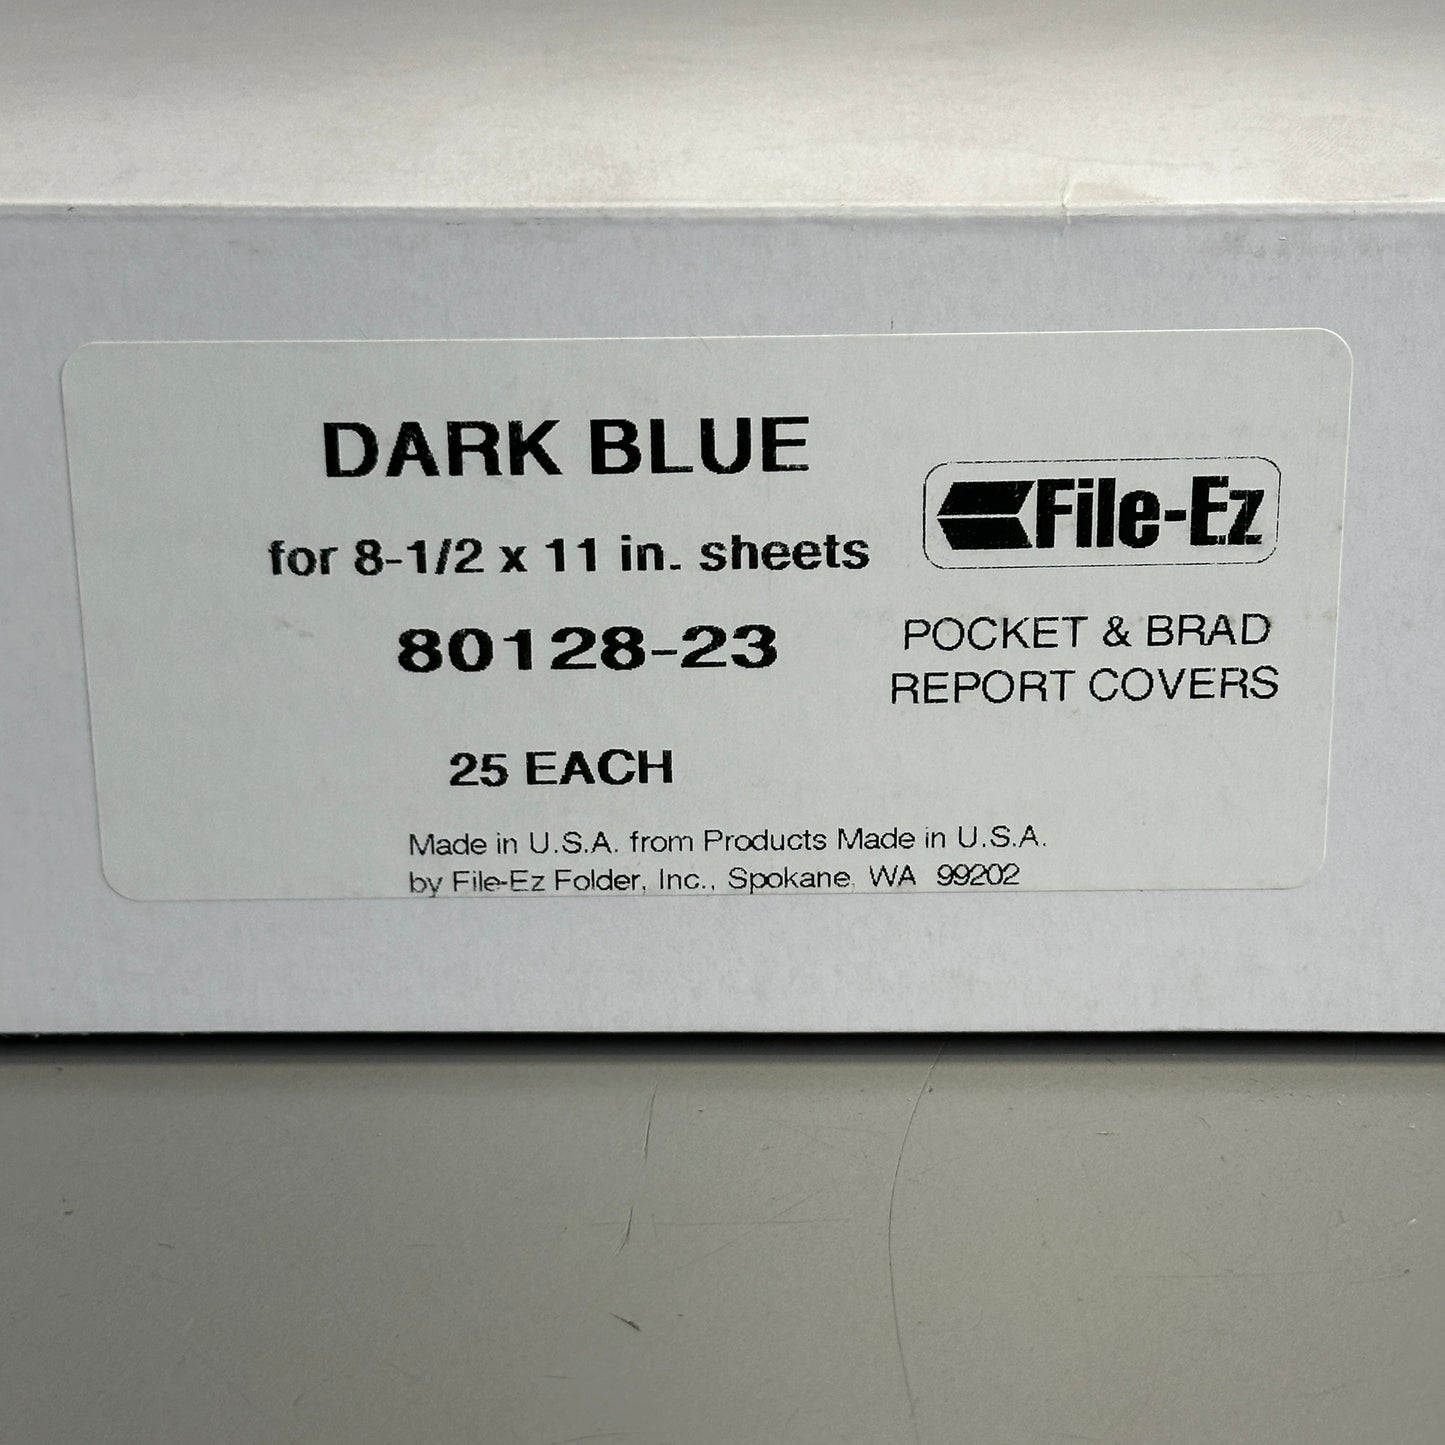 DARK BLUE
for 8-1/2 x 11 in. sheets
80128-23
25 EACH
File-Ez
POCKET & BRAD
REPORT COVERS
Made in U.S.A. from Products Made in U.S.A.
by File-Ez Folder, Inc., Spokane, WA 99202